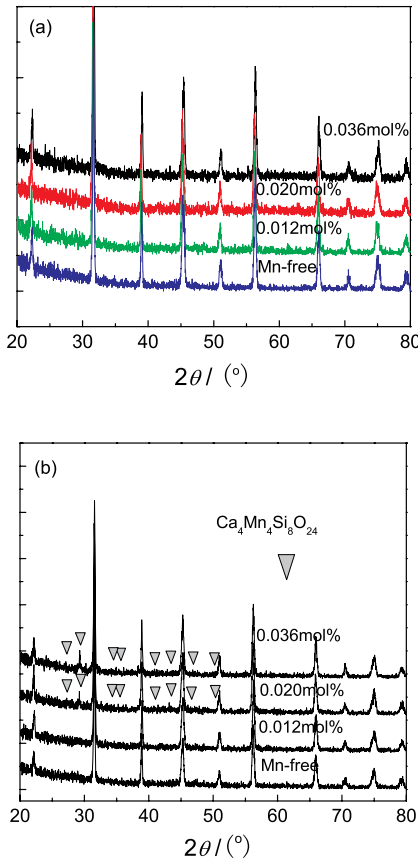 (a)
0.036mol%
0.020mol%
0.012mol%
Mn-free
20 30 40 50 60 70 80
2θ / (°)
(b)
Ca₄Mn₄Si₈O₂₄
0.036mol%
0.020mol%
0.012mol%
Mn-free
20 30 40 50 60 70 80
2θ / (°)